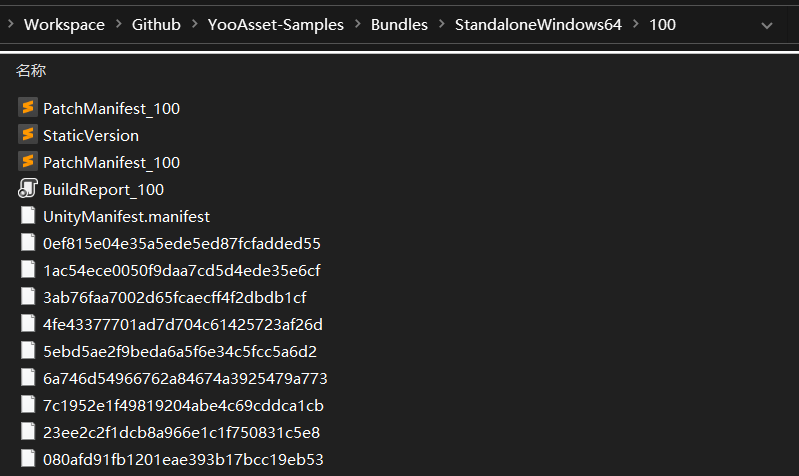 Workspace > Github > YooAsset-Samples > Bundles > StandaloneWindows64 > 100
名称
PatchManifest_100
StaticVersion
PatchManifest_100
BuildReport_100
UnityManifest.manifest
0ef815e04e35a5ede5ed87fcfadded55
1ac54ece0050f9daa7cd5d4ede35e6cf
3ab76faa7002d65fcaecff4f2dbdb1cf
4fe43377701ad7d704c61425723af26d
5ebd5ae2f9beda6a5f6e34c5fcc5a6d2
6a746d54966762a84674a3925479a773
7c1952e1f49819204abe4c69cddca1cb
23ee2c2f1dcb8a966e1c1f750831c5e8
080afd91fb1201eae393b17bcc19eb53